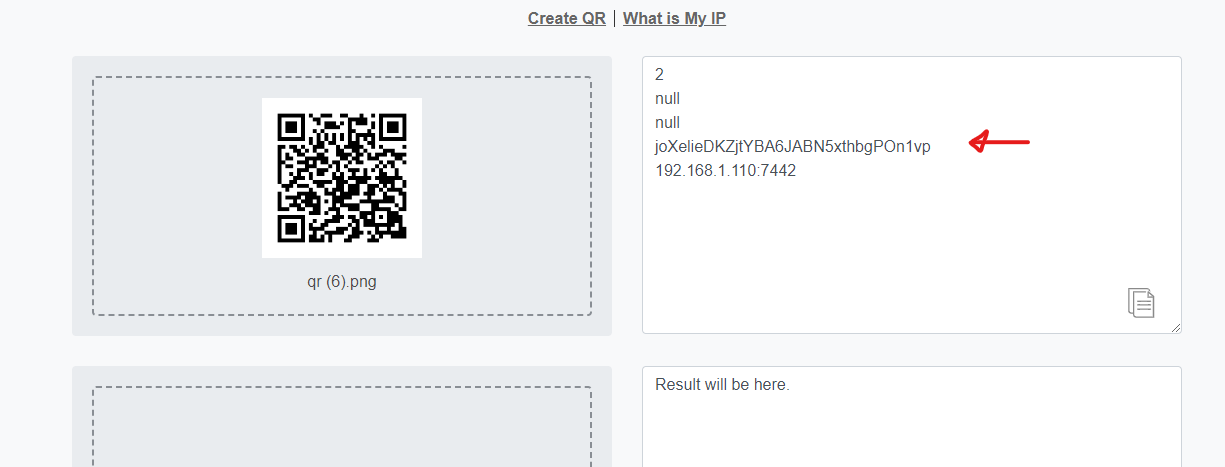 Create QR | What is My IP
2
null
null
joXelieDKZjtYBA6JABN5xthbgPOn1vp
192.168.1.110:7442
qr (6).png
Result will be here.